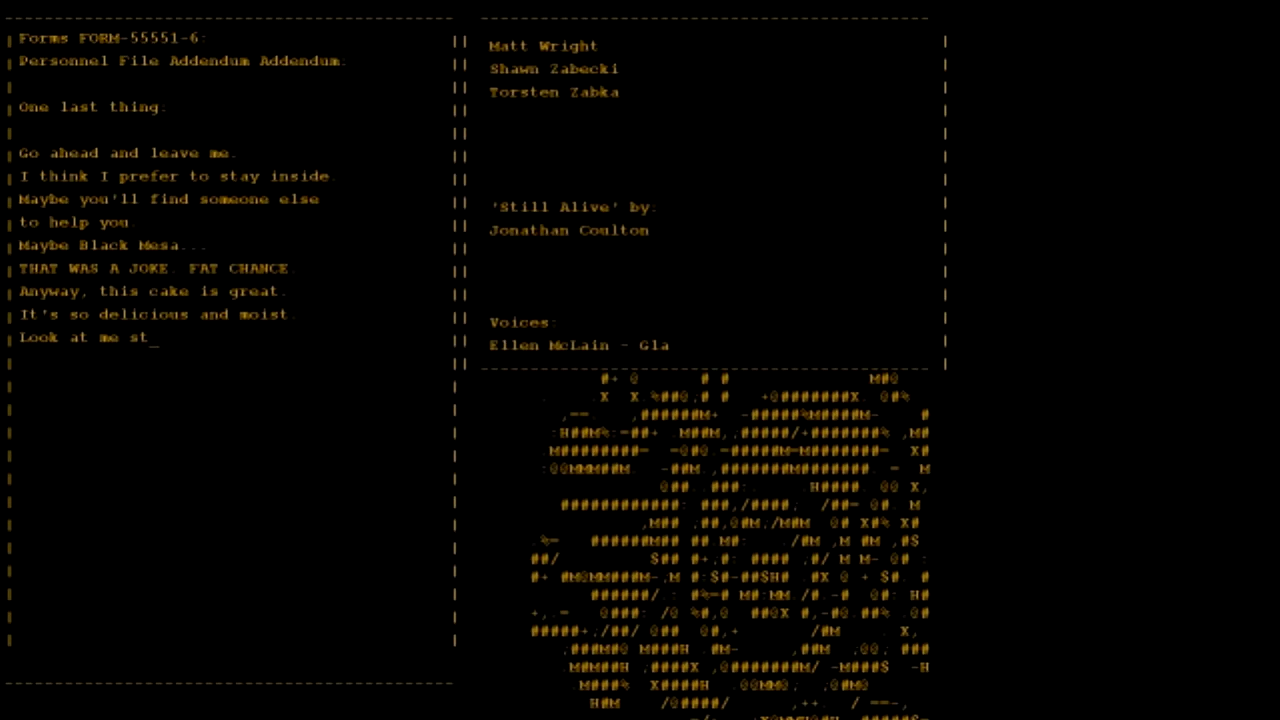 Forms FORM-55551-6:
Personnel File Addendum Addendum:
One last thing:
Go ahead and leave me.
I think I prefer to stay inside.
Maybe you'll find someone else
to help you.
Maybe Black Mesa...
THAT WAS A JOKE. FAT CHANCE.
Anyway, this cake is great.
It's so delicious and moist.
Look at me st_
Matt Wright
Shawn Zabecki
Torsten Zabka
'Still Alive' by:
Jonathan Coulton
Voices:
Ellen McLain - Gla